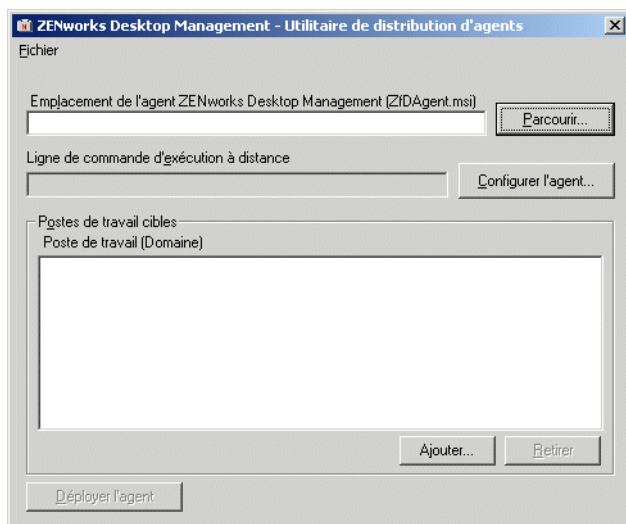 ZENworks Desktop Management - Utilitaire de distribution d'agents
Fichier
Emplacement de l'agent ZENworks Desktop Management (ZfDAgent.msi)
Parcourir...
Ligne de commande d'exécution à distance
Configurer l'agent...
Postes de travail cibles
Poste de travail (Domaine)
Ajouter...
Retirer
Déployer l'agent